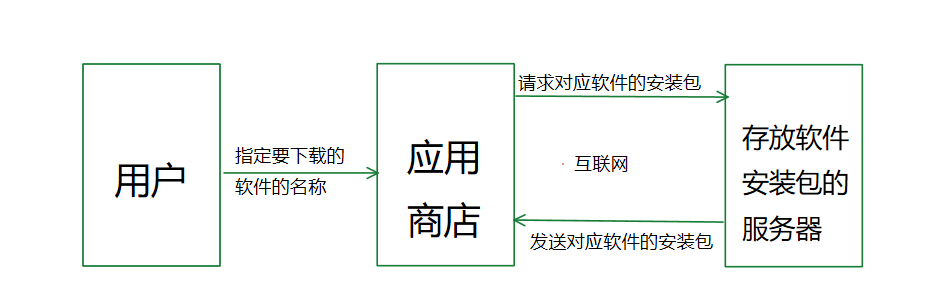 用户
指定要下载的
软件的名称
应用
商店
请求对应软件的安装包
互联网
发送对应软件的安装包
存放软件
安装包的
服务器